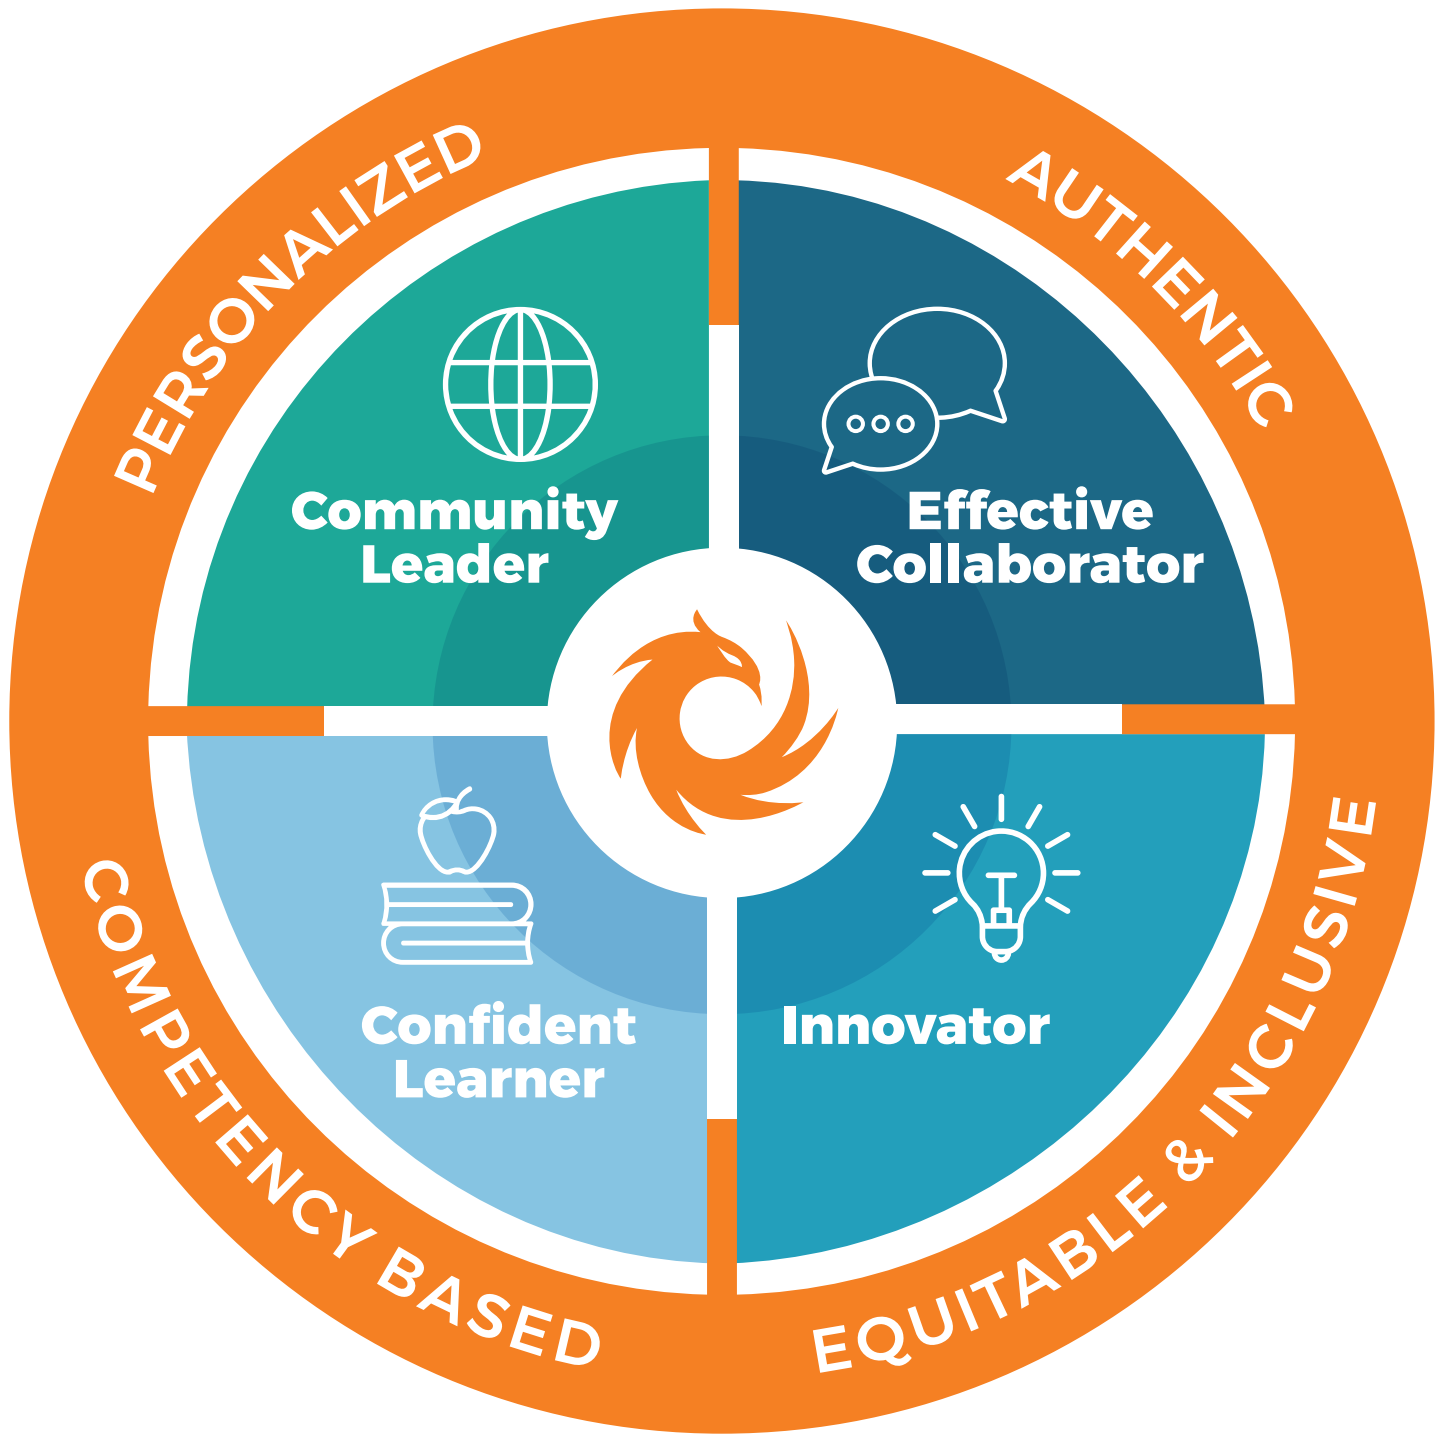 PERSONALIZED
AUTHENTIC
Community
Leader
Effective
Collaborator
Confident
Learner
Innovator
COMPETENCY BASED
EQUITABLE & INCLUSIVE